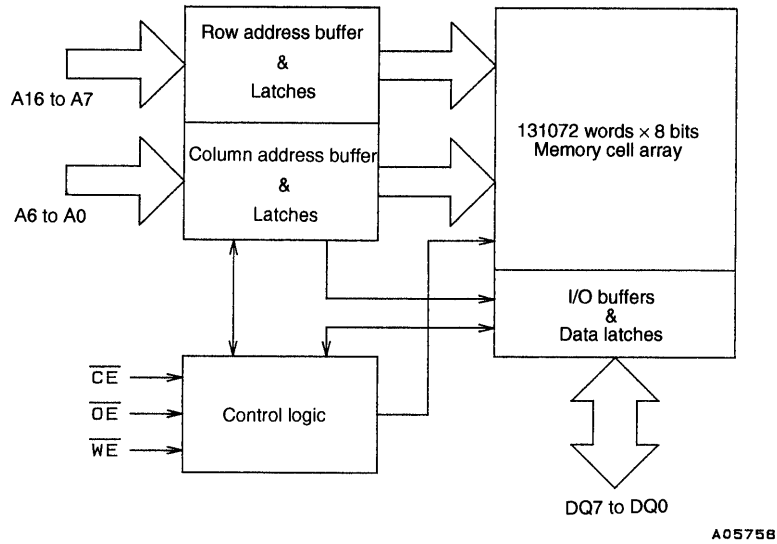 Row address buffer
&
Latches
A16 to A7
Column address buffer
&
Latches
A6 to A0
131072 words × 8 bits
Memory cell array
I/O buffers
&
Data latches
CE
OE
WE
Control logic
DQ7 to DQ0
A05756